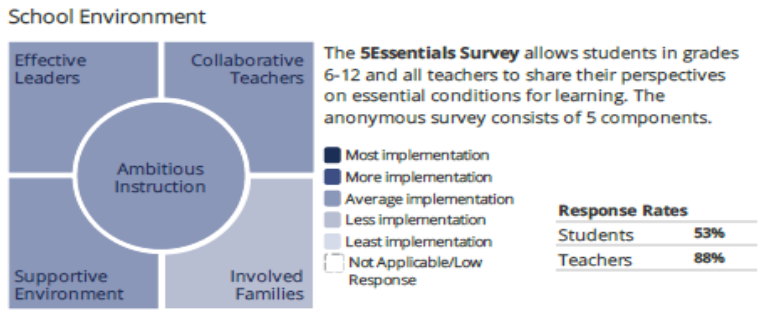 School Environment
Effective
Leaders
Collaborative
Teachers
Ambitious
Instruction
Supportive
Environment
Involved
Families
The 5Essentials Survey allows students in grades
6-12 and all teachers to share their perspectives
on essential conditions for learning. The
anonymous survey consists of 5 components.
Most implementation
More implementation
Average implementation
Less implementation
Least implementation
Not Applicable/Low
Response
Response Rates
Students 53%
Teachers 88%